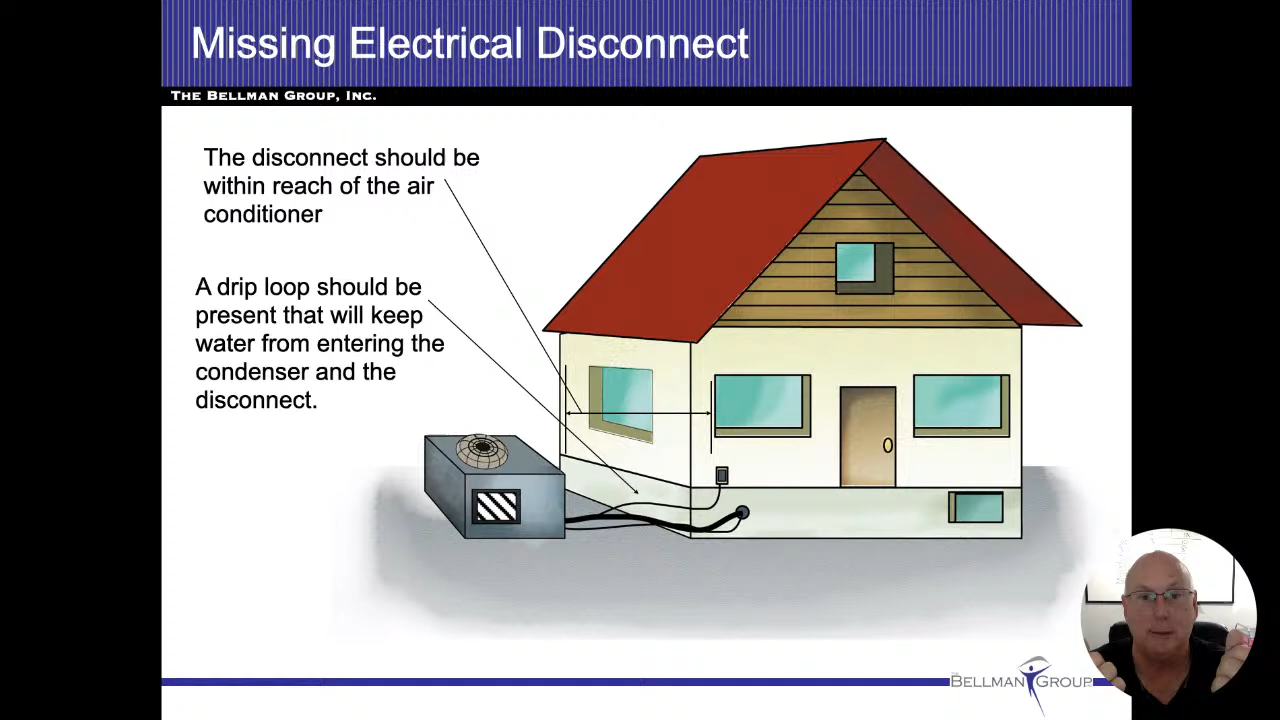 Missing Electrical Disconnect
THE BELLMAN GROUP, INC.
The disconnect should be
within reach of the air
conditioner
A drip loop should be
present that will keep
water from entering the
condenser and the
disconnect.
THE
BELLMAN GROUP